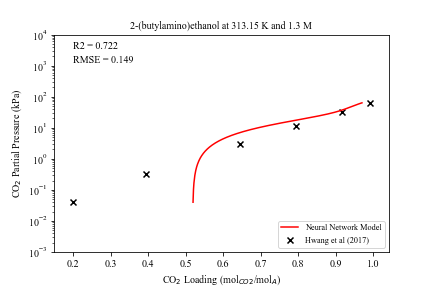 2-(butylamino)ethanol at 313.15 K and 1.3 M
R2 = 0.722
RMSE = 0.149
CO2 Partial Pressure (kPa)
10^4
10^3
10^2
10^1
10^0
10^-1
10^-2
10^-3
0.2 0.3 0.4 0.5 0.6 0.7 0.8 0.9 1.0
CO2 Loading (molCO2/molA)
Neural Network Model
Hwang et al (2017)